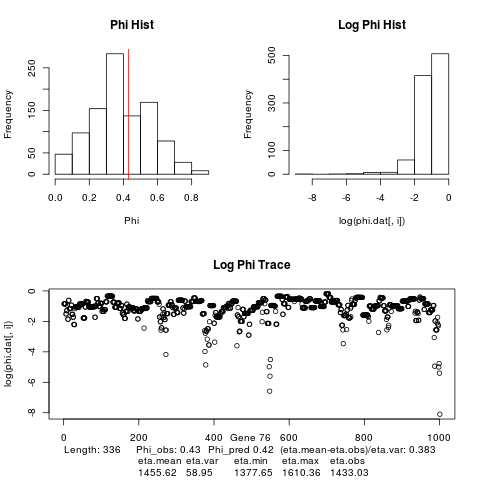 Phi Hist
Log Phi Hist
Frequency
0 50 150 250
0.0 0.2 0.4 0.6 0.8
Phi
Frequency
0 100 300 500
-8 -6 -4 -2 0
log(phi.dat[, i])
Log Phi Trace
log(phi.dat[, i])
0 -2 -4 -6 -8
0 200 400 600 800 1000
Gene 76
Length: 336 Phi_obs: 0.43 Phi_pred 0.42 (eta.mean-eta.obs)/eta.var: 0.383
eta.mean eta.var eta.min eta.max eta.obs
1455.62 58.95 1377.65 1610.36 1433.03